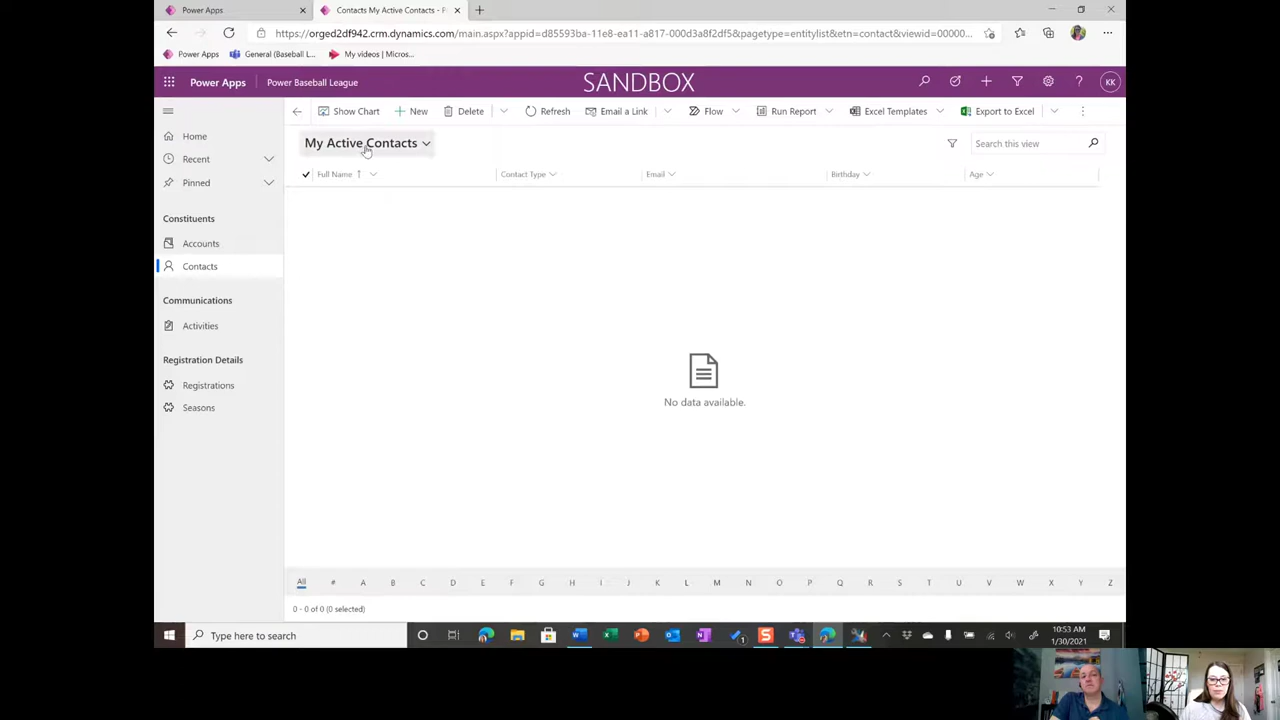 Power Apps
Contacts My Active Contacts - P
https://orged2df942.crm.dynamics.com/main.aspx?appid=d85593ba-11e8-ea11-a817-000d3a8f2df5&pagetype=entitylist&etn=contact&viewid=00000...
Power Apps
General (Baseball L...
My videos | Micros...
Power Apps
Power Baseball League
SANDBOX
KK
Show Chart
New
Delete
Refresh
Email a Link
Flow
Run Report
Excel Templates
Export to Excel
Home
Recent
Pinned
Constituents
Accounts
Contacts
Communications
Activities
Registration Details
Registrations
Seasons
My Active Contacts
Search this view
Full Name
Contact Type
Email
Birthday
Age
No data available.
All # A B C D E F G H I J K L M N O P Q R S T U V W X Y Z
0 - 0 of 0 (0 selected)
Type here to search
10:53 AM
1/30/2021